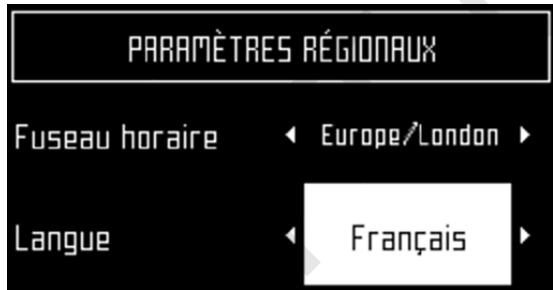 PARAMÈTRES RÉGIONAUX
Fuseau horaire Europe/London
Langue Français